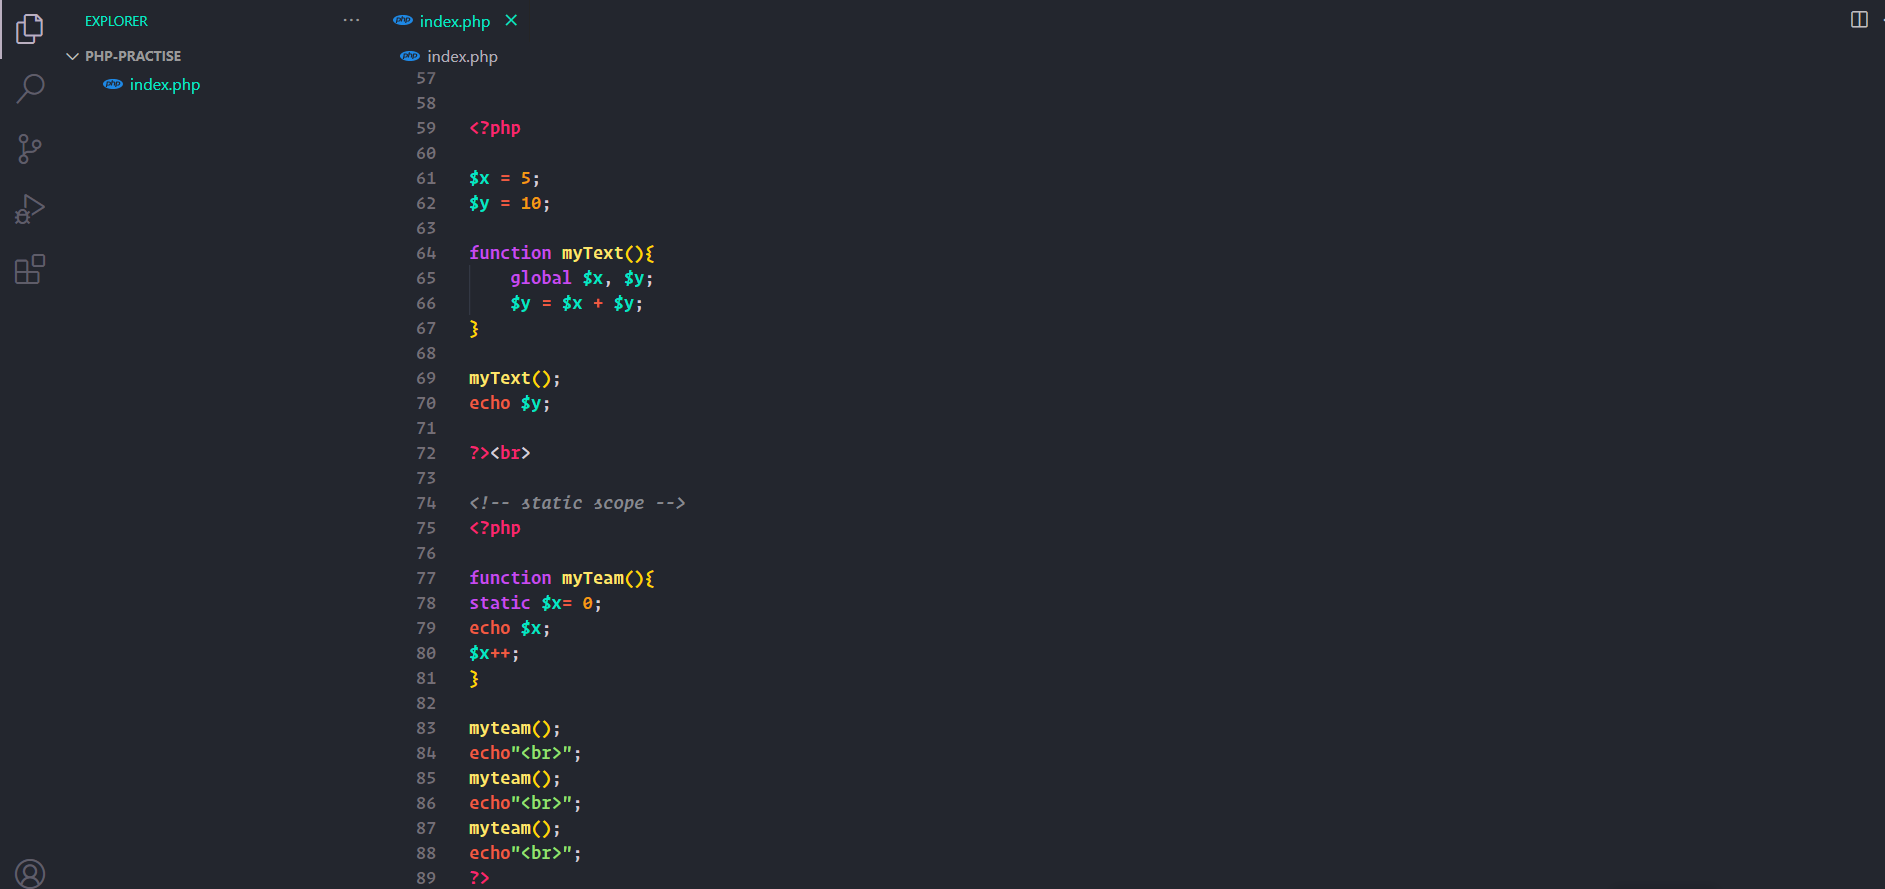 EXPLORER
···
PHP-PRACTISE
php index.php
php index.php ×
php index.php
57
58
59 <?php
60
61 $x = 5;
62 $y = 10;
63
64 function myText(){
65     global $x, $y;
66     $y = $x + $y;
67 }
68
69 myText();
70 echo $y;
71
72 ?><br>
73
74 <!-- static scope -->
75 <?php
76
77 function myTeam(){
78 static $x= 0;
79 echo $x;
80 $x++;
81 }
82
83 myteam();
84 echo"<br>";
85 myteam();
86 echo"<br>";
87 myteam();
88 echo"<br>";
89 ?>